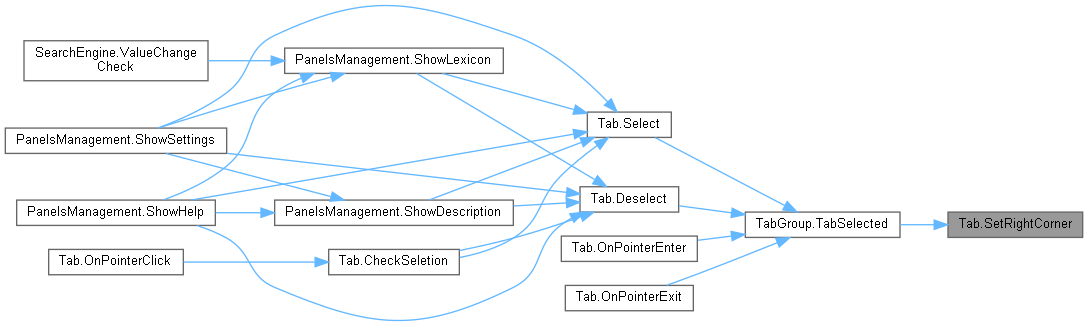 SearchEngine.ValueChange
Check
PanelsManagement.ShowLexicon
Tab.Select
PanelsManagement.ShowSettings
Tab.Deselect
PanelsManagement.ShowHelp
PanelsManagement.ShowDescription
TabGroup.TabSelected
Tab.SetRightCorner
Tab.OnPointerEnter
Tab.OnPointerClick
Tab.CheckSeletion
Tab.OnPointerExit